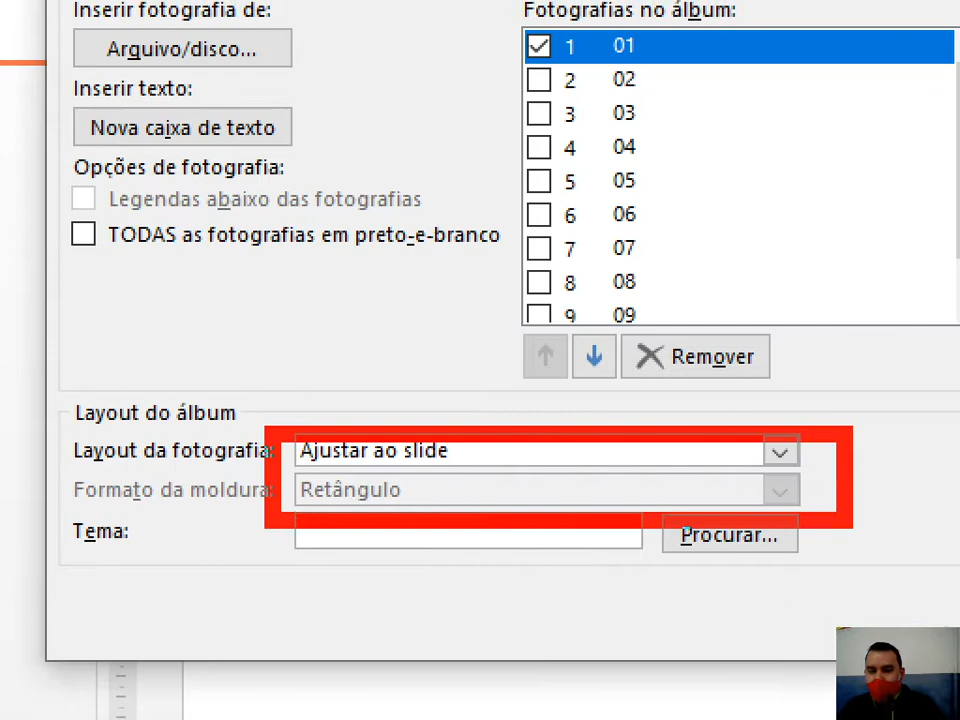 Inserir fotografia de:
Arquivo/disco...
Inserir texto:
Nova caixa de texto
Opções de fotografia:
Legendas abaixo das fotografias
TODAS as fotografias em preto-e-branco
Fotografias no álbum:
1 01
2 02
3 03
4 04
5 05
6 06
7 07
8 08
9 09
Remover
Layout do álbum
Layout da fotografia: Ajustar ao slide
Formato da moldura: Retângulo
Tema:
Procurar...